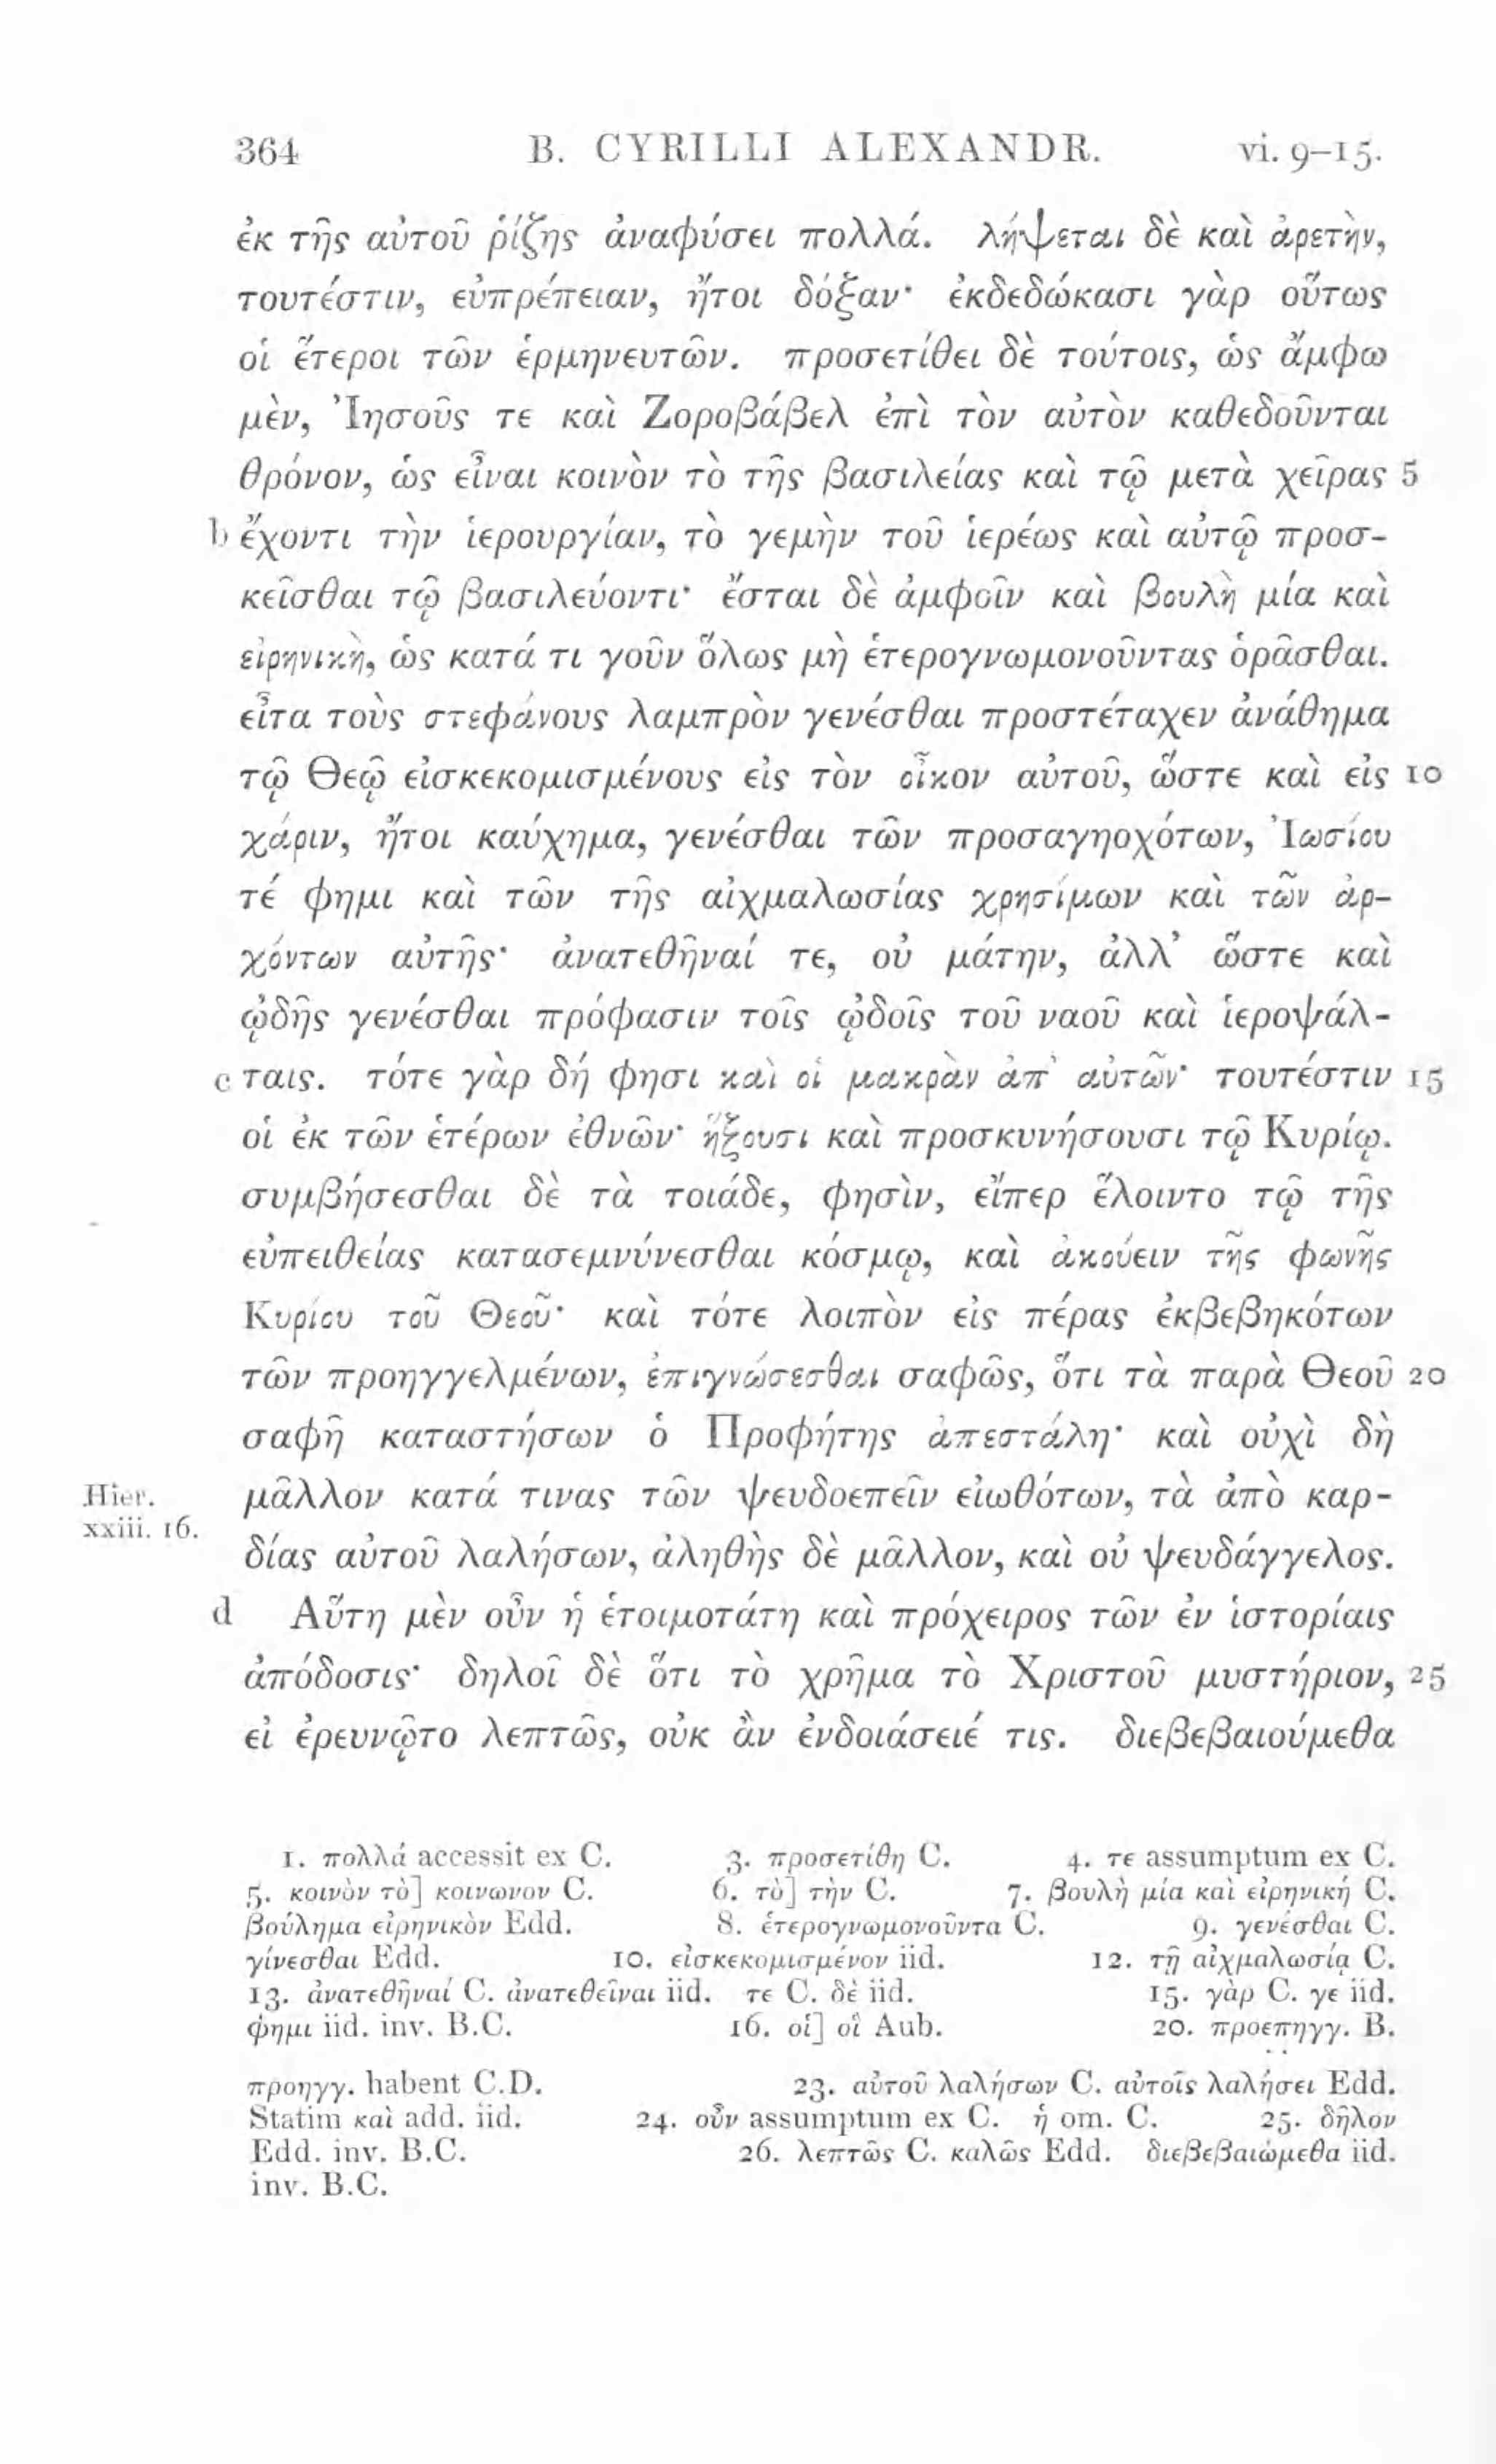 364 B. CYRILLI ALEXANDR. vi. 9–15.
ἐκ τῆς αὐτοῦ ῥίζης ἀναφύσει πολλά. λήψεται δὲ καὶ ἀρετὴν,
τουτέστιν, εὐπρέπειαν, ἤτοι δόξαν· ἐκδεδώκασι γὰρ οὕτως
οἱ ἕτεροι τῶν ἑρμηνευτῶν. προσετίθει δὲ τούτοις, ὡς ἄμφω
μὲν, Ἰησοῦς τε καὶ Ζοροβάβελ ἐπὶ τὸν αὐτὸν καθεδοῦνται
θρόνον, ὡς εἶναι κοινὸν τὸ τῆς βασιλείας καὶ τῷ μετὰ χεῖρας 5
b ἔχοντι τὴν ἱερουργίαν, τὸ γεμὴν τοῦ ἱερέως καὶ αὐτῷ προσ-
κεῖσθαι τῷ βασιλεύοντι· ἔσται δὲ ἀμφοῖν καὶ βουλὴ μία καὶ
εἰρηνικὴ, ὡς κατά τι γοῦν ὅλως μὴ ἑτερογνωμονοῦντας ὁρᾶσθαι.
εἶτα τοὺς στεφάνους λαμπρὸν γενέσθαι προστέταχεν ἀνάθημα
τῷ Θεῷ εἰσκεκομισμένους εἰς τὸν οἶκον αὐτοῦ, ὥστε καὶ εἰς 10
χάριν, ἤτοι καύχημα, γενέσθαι τῶν προσαγηοχότων, Ἰωσίου
τέ φημι καὶ τῶν τῆς αἰχμαλωσίας χρησίμων καὶ τῶν ἀρ-
χόντων αὐτῆς· ἀνατεθῆναί τε, οὐ μάτην, ἀλλ’ ὥστε καὶ
ᾠδῆς γενέσθαι πρόφασιν τοῖς ᾠδοῖς τοῦ ναοῦ καὶ ἱεροψάλ-
c ταις. τότε γὰρ δή φησι καὶ οἱ μακρὰν ἀπ’ αὐτῶν· τουτέστιν 15
οἱ ἐκ τῶν ἑτέρων ἐθνῶν· ἥξουσι καὶ προσκυνήσουσι τῷ Κυρίῳ.
συμβήσεσθαι δὲ τὰ τοιάδε, φησὶν, εἴπερ ἕλοιντο τῷ τῆς
εὐπειθείας κατασεμνύνεσθαι κόσμῳ, καὶ ἀκούειν τῆς φωνῆς
Κυρίου τοῦ Θεοῦ· καὶ τότε λοιπὸν εἰς πέρας ἐκβεβηκότων
τῶν προηγγελμένων, ἐπιγνώσεσθαι σαφῶς, ὅτι τὰ παρὰ Θεοῦ 20
σαφῆ καταστήσων ὁ Προφήτης ἀπεστάλη· καὶ οὐχὶ δὴ
Hier. xxiii. 16. μᾶλλον κατά τινας τῶν ψευδοεπεῖν εἰωθότων, τὰ ἀπὸ καρ-
δίας αὐτοῦ λαλήσων, ἀληθὴς δὲ μᾶλλον, καὶ οὐ ψευδάγγελος.
d Αὕτη μὲν οὖν ἡ ἑτοιμοτάτη καὶ πρόχειρος τῶν ἐν ἱστορίαις
ἀπόδοσις· δηλοῖ δὲ ὅτι τὸ χρῆμα τὸ Χριστοῦ μυστήριον, 25
εἰ ἐρευνῷτο λεπτῶς, οὐκ ἂν ἐνδοιάσειέ τις. διεβεβαιούμεθα
1. πολλά accessit ex C. 3. προσετίθη C. 4. τε assumptum ex C.
5. κοινὸν τὸ] κοινωνον C. 6. τὸ] τὴν C. 7. βουλὴ μία καὶ εἰρηνική C.
βούλημα εἰρηνικὸν Edd. 8. ἑτερογνωμονοῦντα C. 9. γενέσθαι C.
γίνεσθαι Edd. 10. εἰσκεκομισμένον iid. 12. τῇ αἰχμαλωσίᾳ C.
13. ἀνατεθῆναί C. ἀνατεθεῖναι iid. τε C. δὲ iid. 15. γὰρ C. γε iid.
φημι iid. inv. B.C. 16. οἱ] οἳ Aub. 20. προεπηγγ. B.
προηγγ. habent C.D. 23. αὐτοῦ λαλήσων C. αὐτοῖς λαλήσει Edd.
Statim καὶ add. iid. 24. οὖν assumptum ex C. ἡ om. C. 25. δῆλον
Edd. inv. B.C. 26. λεπτῶς C. καλῶς Edd. διεβεβαιώμεθα iid.
inv. B.C.